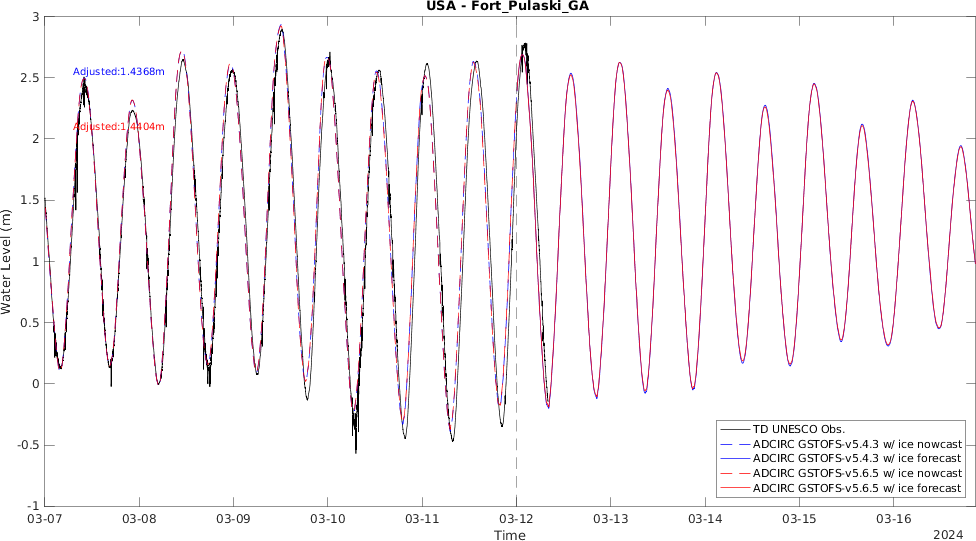 USA - Fort_Pulaski_GA
3
2.5
2
1.5
1
0.5
0
-0.5
-1
Water Level (m)
Adjusted:1.4368m
Adjusted:1.4404m
TD UNESCO Obs.
ADCIRC GSTOFS-v5.4.3 w/ ice nowcast
ADCIRC GSTOFS-v5.4.3 w/ ice forecast
ADCIRC GSTOFS-v5.6.5 w/ ice nowcast
ADCIRC GSTOFS-v5.6.5 w/ ice forecast
03-07 03-08 03-09 03-10 03-11 03-12 03-13 03-14 03-15 03-16
Time
2024